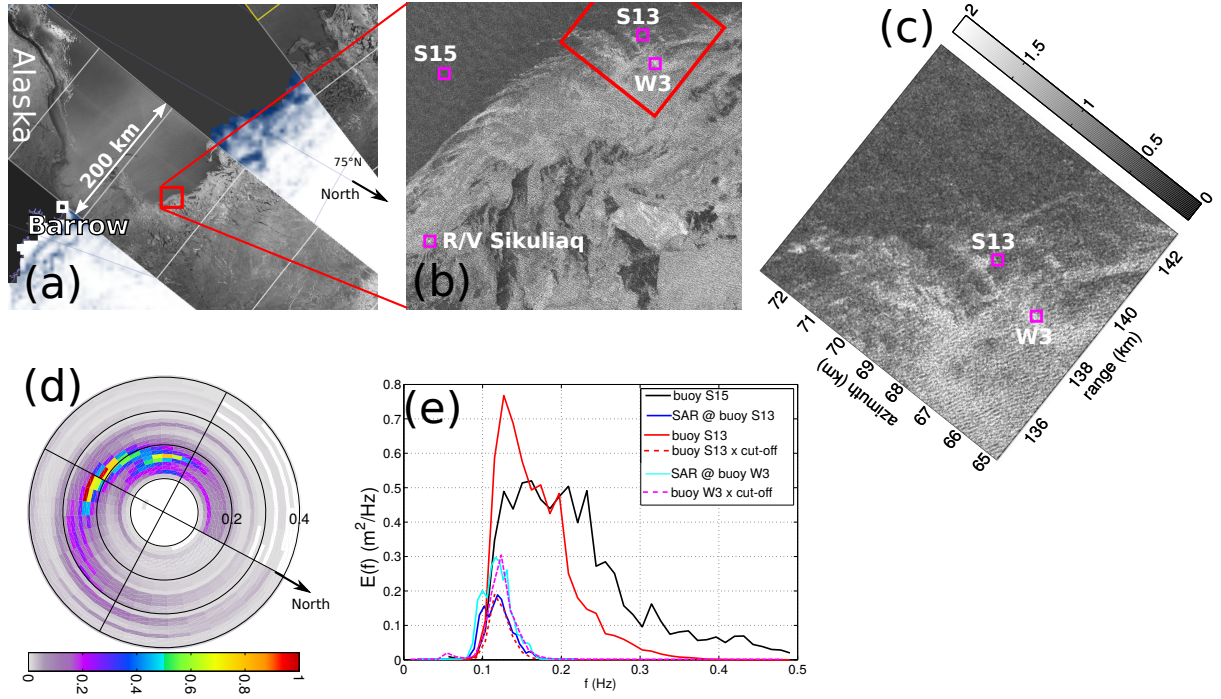 Alaska
200 km
75°N
North
Barrow
(a)
S13
S15
W3
R/V Sikuliaq
(b)
(c)
2
1.5
1
0.5
0
S13
W3
142
140
138
136
range (km)
72
71
70
69
68
67
66
65
azimuth (km)
(d)
0.2
0.4
North
0
0.2
0.4
0.6
0.8
1
(e)
0.8
0.7
0.6
0.5
0.4
0.3
0.2
0.1
0
E(f) (m²/Hz)
buoy S15
SAR @ buoy S13
buoy S13
buoy S13 x cut-off
SAR @ buoy W3
buoy W3 x cut-off
0
0.1
0.2
0.3
0.4
0.5
f (Hz)